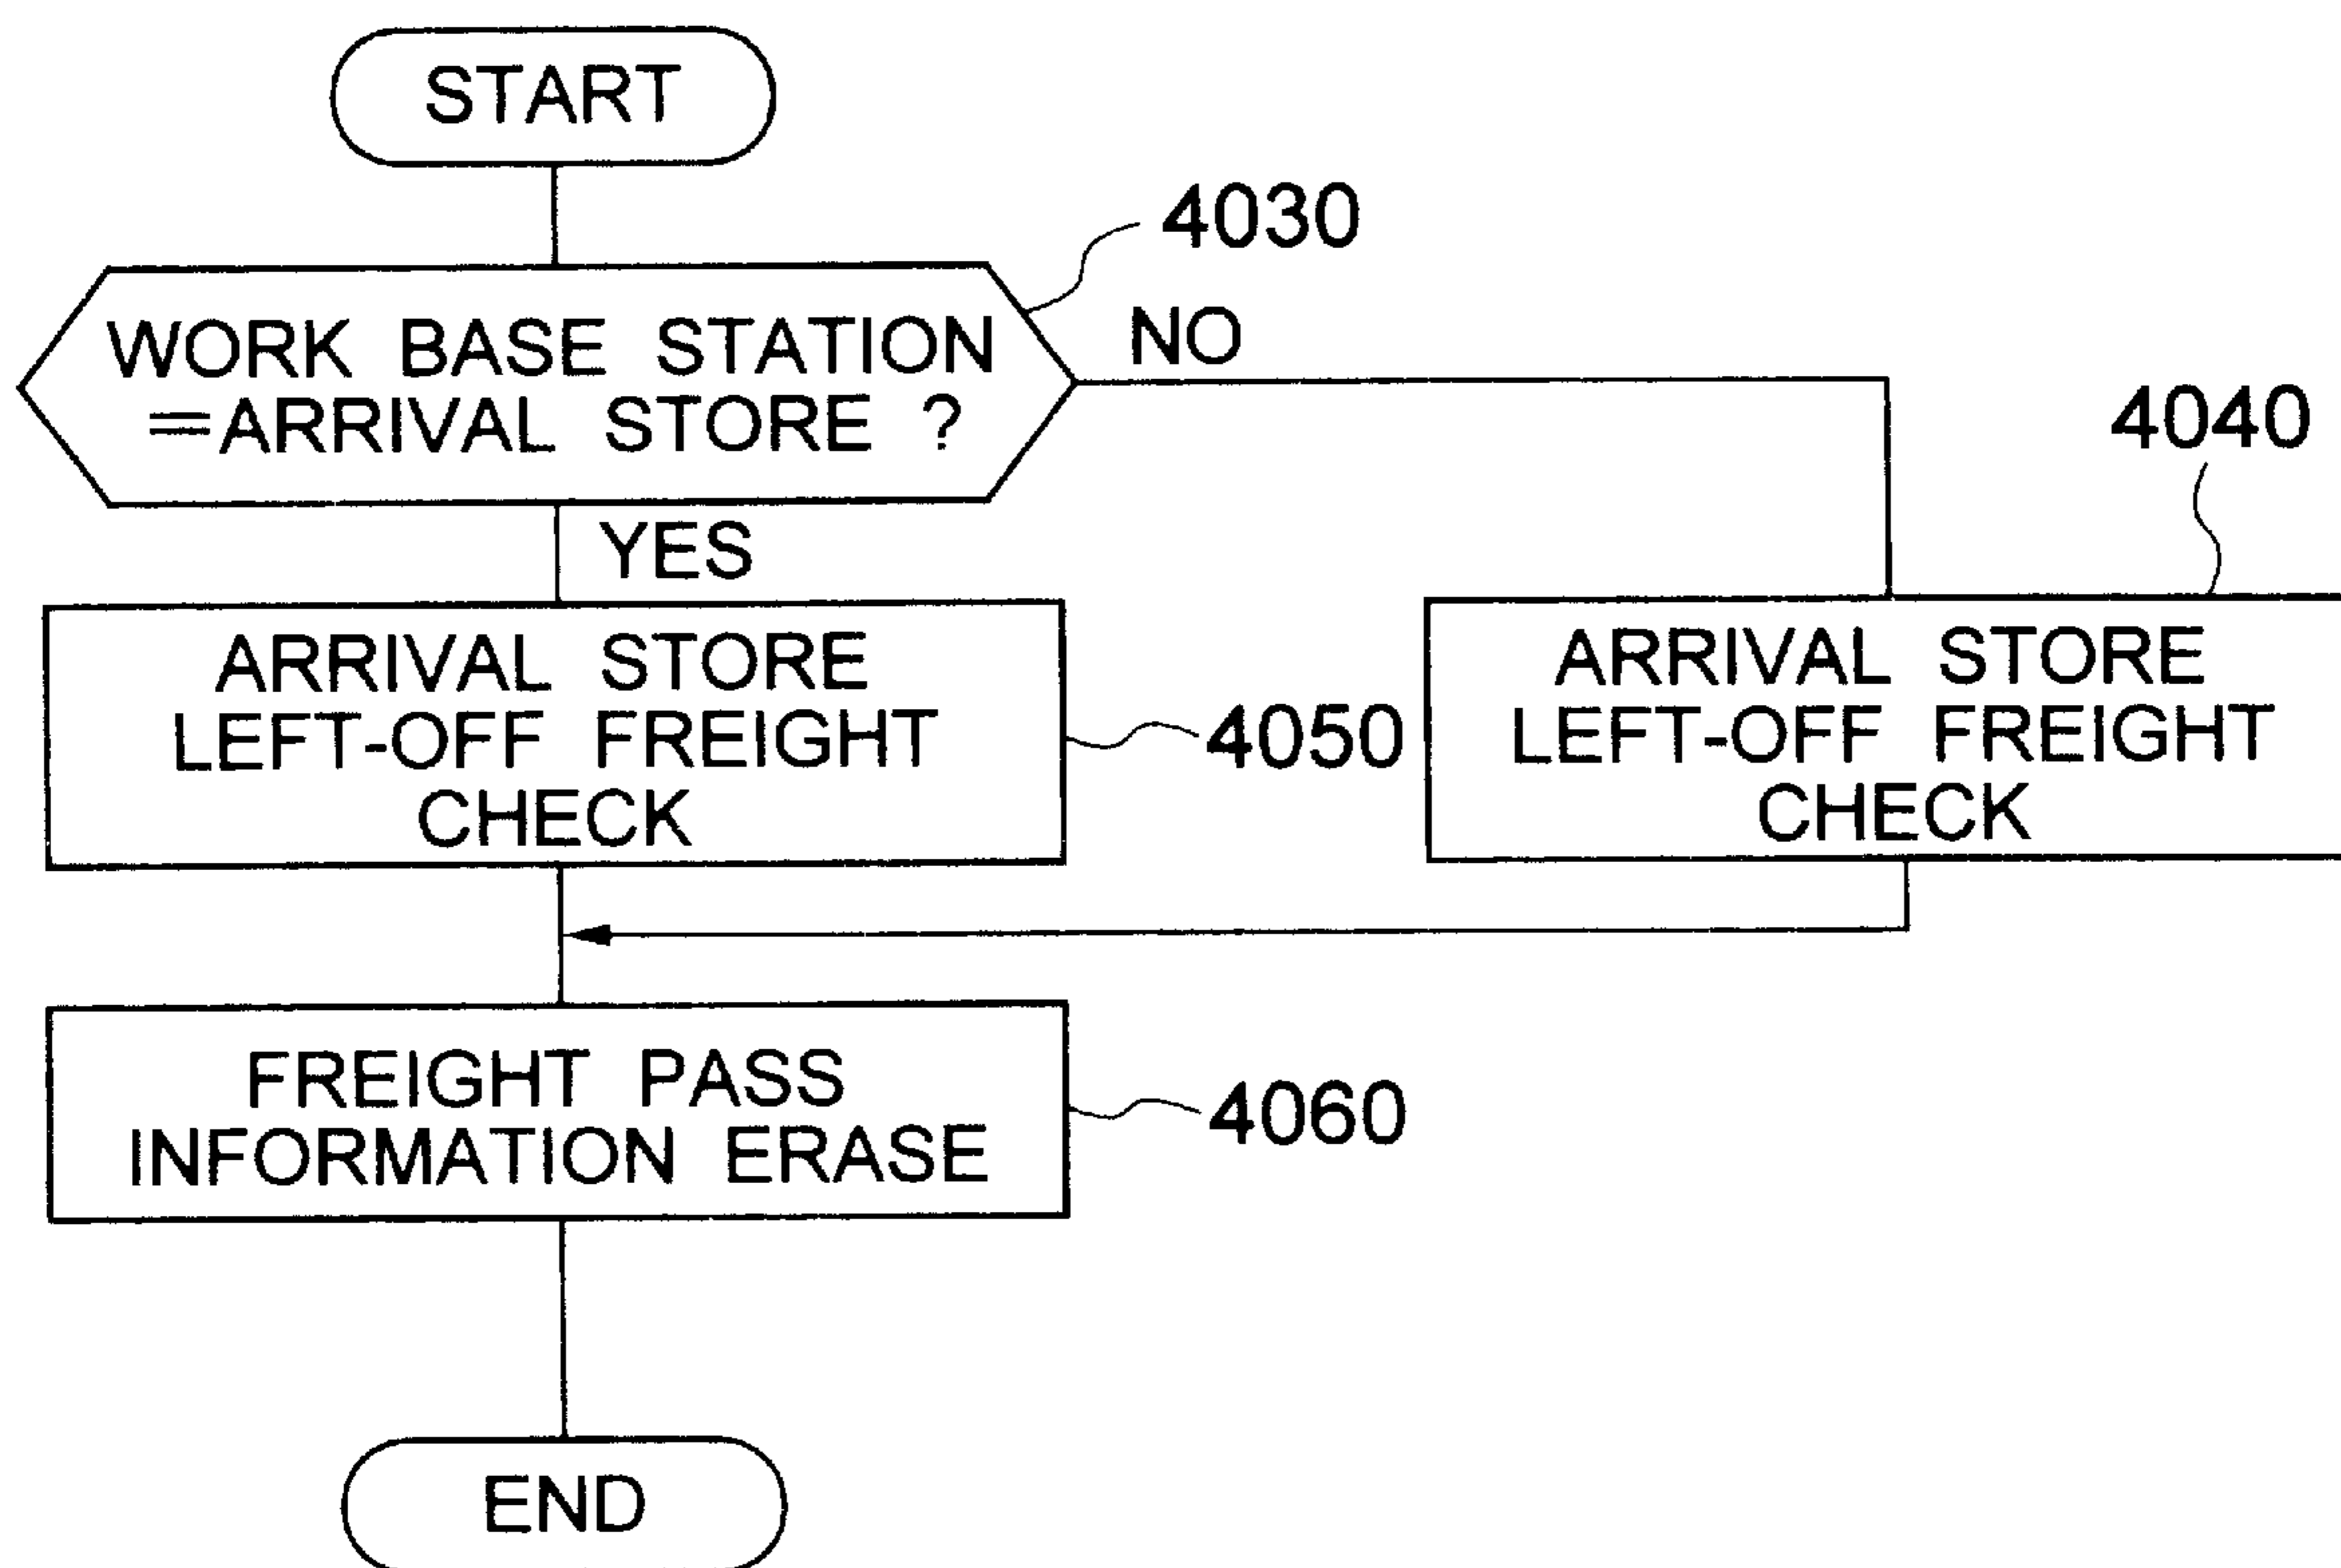 START
4030
WORK BASE STATION
=ARRIVAL STORE ?
NO
YES
4040
ARRIVAL STORE
LEFT-OFF FREIGHT
CHECK
4050
ARRIVAL STORE
LEFT-OFF FREIGHT
CHECK
FREIGHT PASS
INFORMATION ERASE
4060
END